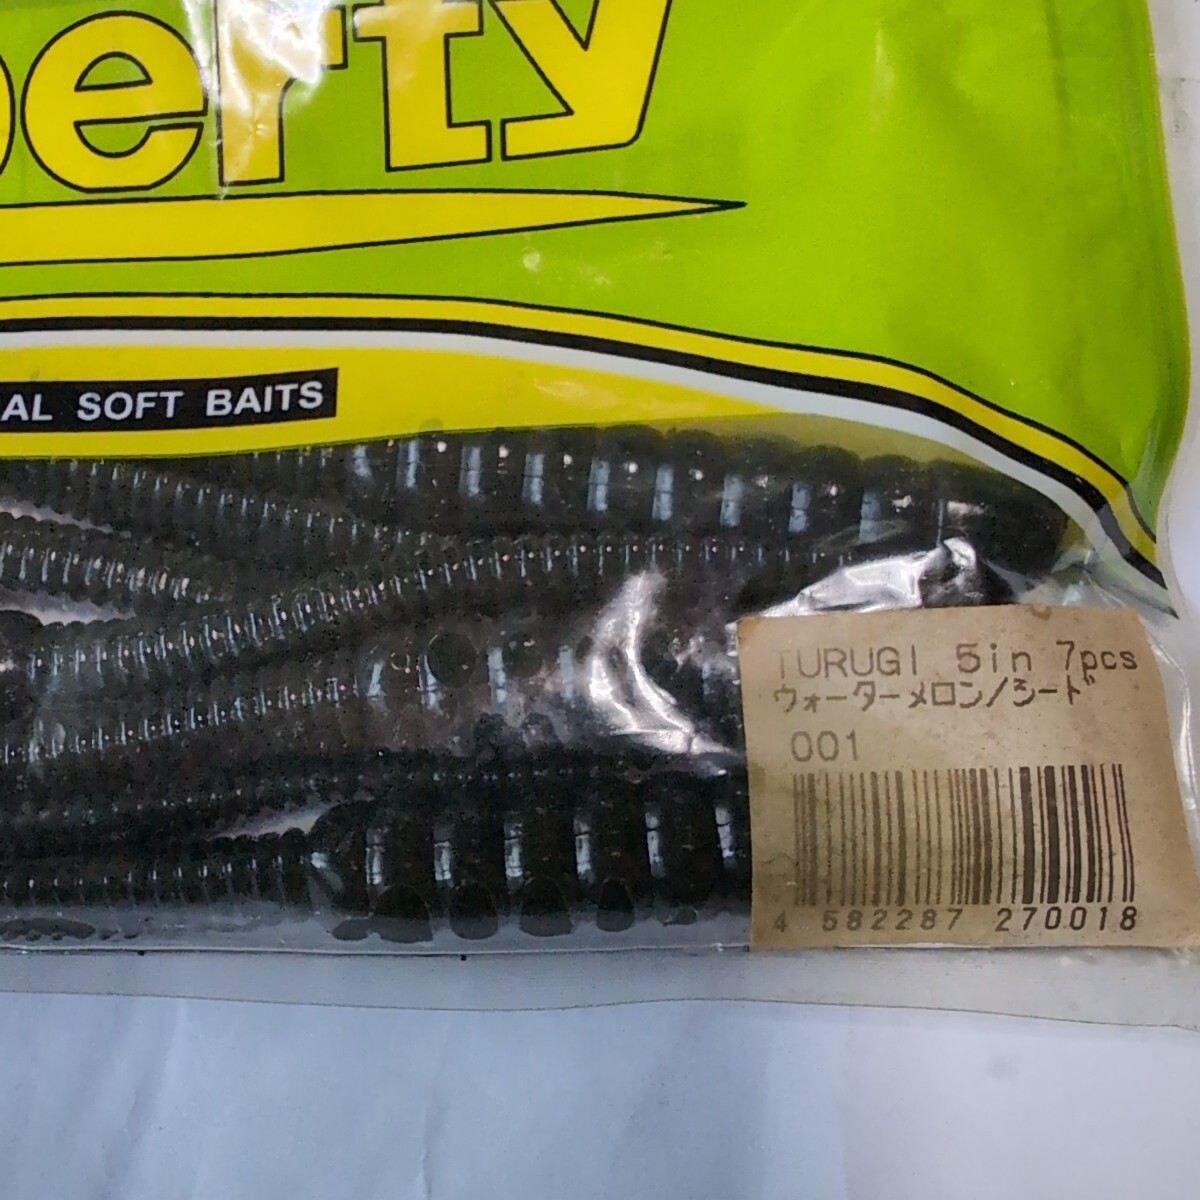 perty
AL SOFT BAITS
TURUGI 5in 7pcs
ウォーターメロン/シード
001
4 582287 270018